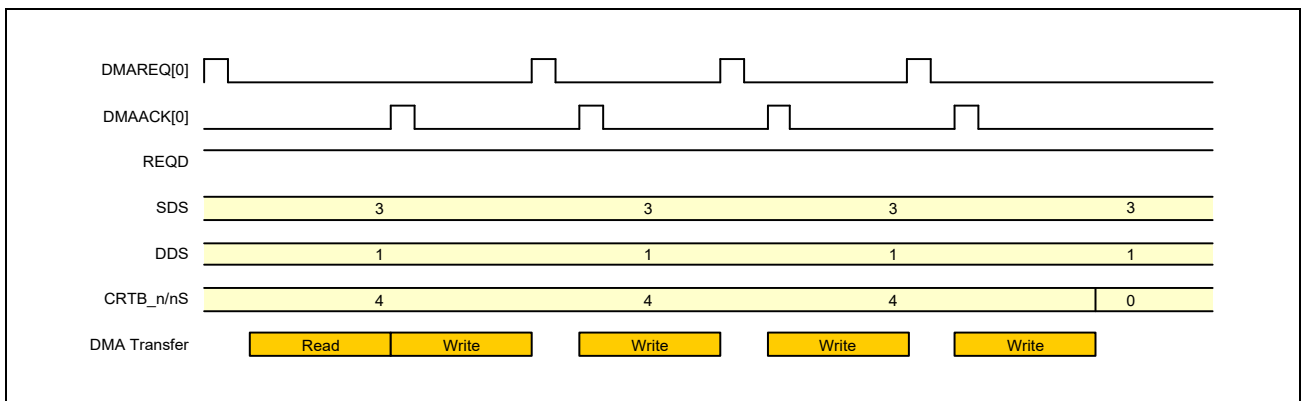 DMAREQ[0]
DMAACK[0]
REQD
SDS 3 3 3 3
DDS 1 1 1 1
CRTB_n/nS 4 4 4 0
DMA Transfer Read Write Write Write Write